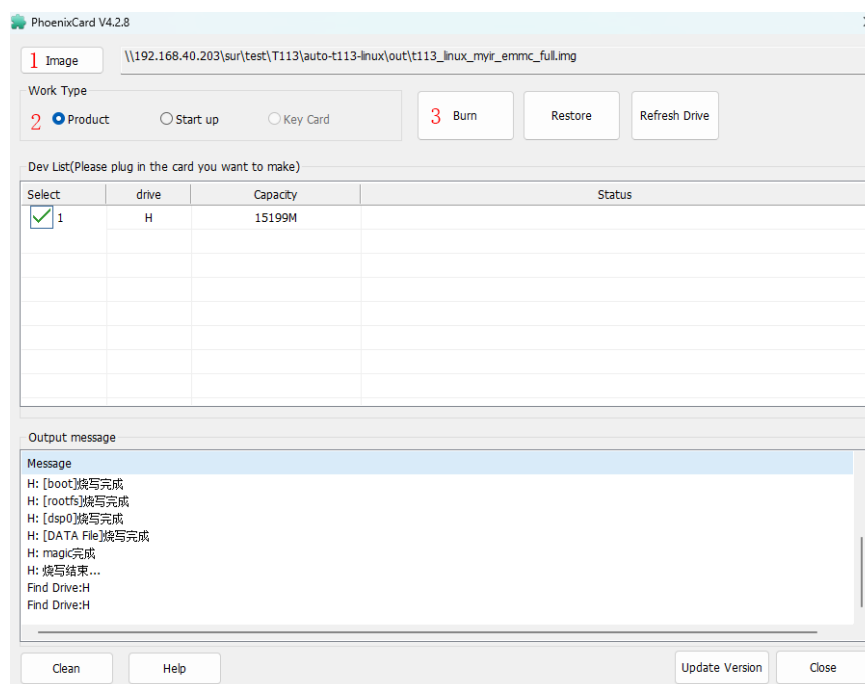 PhoenixCard V4.2.8
1 Image \\192.168.40.203\sur\test\T113\auto-t113-linux\out\t113_linux_myir_emmc_full.img
Work Type
2 Product Start up Key Card 3 Burn Restore Refresh Drive
Dev List(Please plug in the card you want to make)
Select drive Capacity Status
1 H 15199M
Output message
Message
H: [boot]烧写完成
H: [rootfs]烧写完成
H: [dsp0]烧写完成
H: [DATA File]烧写完成
H: magic完成
H: 烧写结束...
Find Drive:H
Find Drive:H
Clean Help Update Version Close